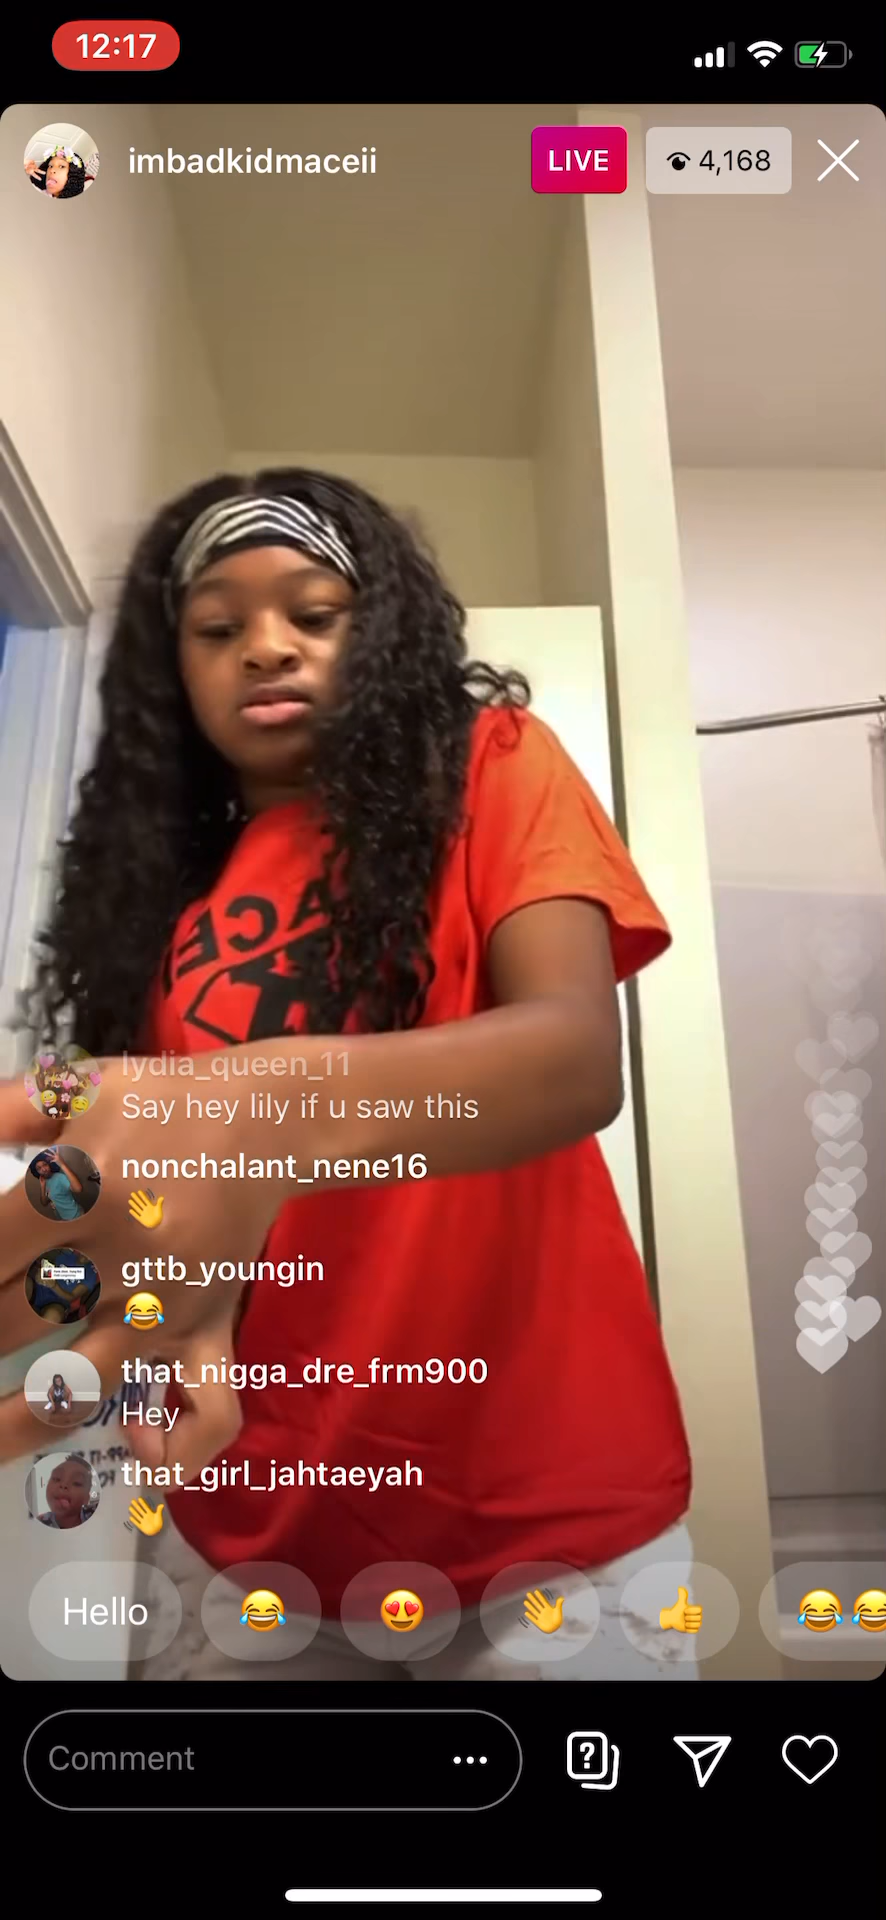 12:17
imbadkidmaceii
LIVE
4,168
lydia_queen_11
Say hey lily if u saw this
nonchalant_nene16
👋
gttb_youngin
😂
that_nigga_dre_frm900
Hey
that_girl_jahtaeyah
👋
Hello 😂 😍 👋 👍 😂😂
Comment